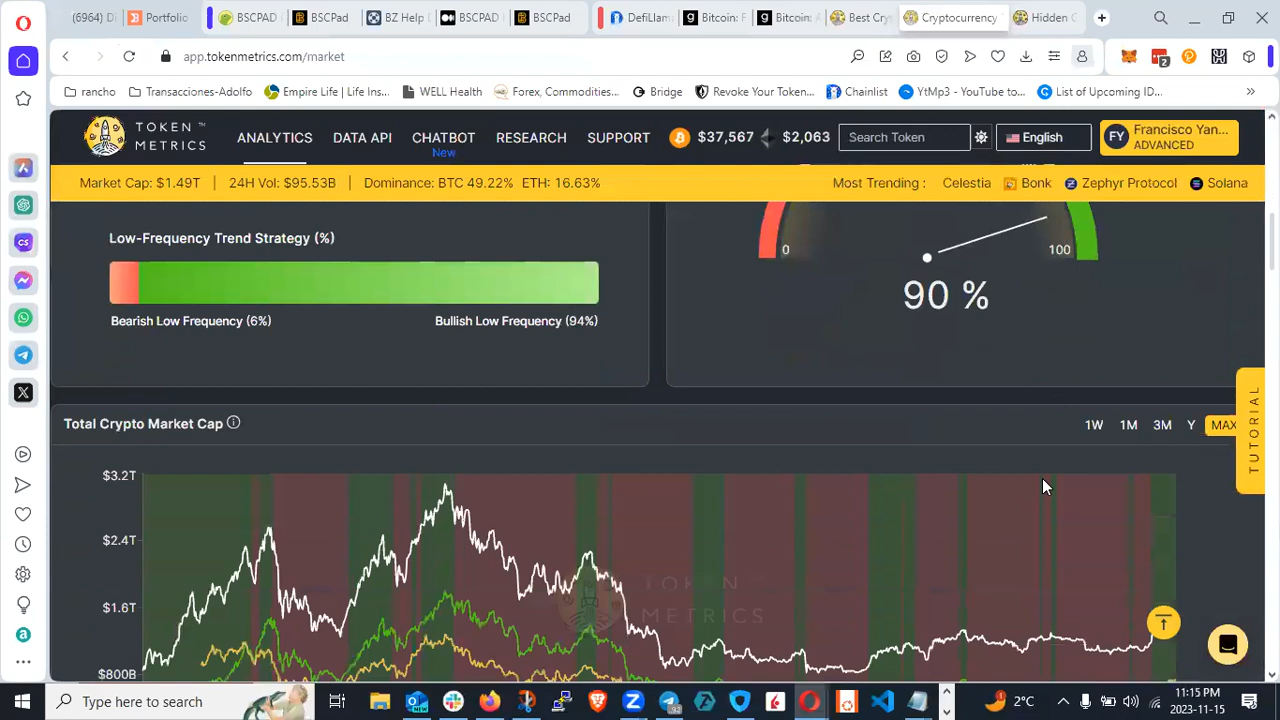 (6964) Di
Portfolio
BSCPAD
BSCPad
BZ Help
BSCPAD
BSCPad
DefiLlam
Bitcoin: F
Bitcoin: A
Best Cry
Cryptocurrency
Hidden G
app.tokenmetrics.com/market
2
rancho
Transacciones-Adolfo
Empire Life | Life Ins...
WELL Health
Forex, Commodities...
Bridge
Revoke Your Token...
Chainlist
YtMp3 - YouTube to...
List of Upcoming ID...
TOKEN™
METRICS
ANALYTICS
DATA API
CHATBOT
New
RESEARCH
SUPPORT
$37,567
$2,063
Search Token
English
FY
Francisco Yan...
ADVANCED
Market Cap: $1.49T
24H Vol: $95.53B
Dominance: BTC 49.22% ETH: 16.63%
Most Trending :
Celestia
Bonk
Zephyr Protocol
Solana
Low-Frequency Trend Strategy (%)
Bearish Low Frequency (6%)
Bullish Low Frequency (94%)
0
100
90 %
Total Crypto Market Cap
1W
1M
3M
Y
MAX
TUTORIAL
$3.2T
$2.4T
$1.6T
$800B
TOKEN™
METRICS
Type here to search
92
2°C
11:15 PM
2023-11-15